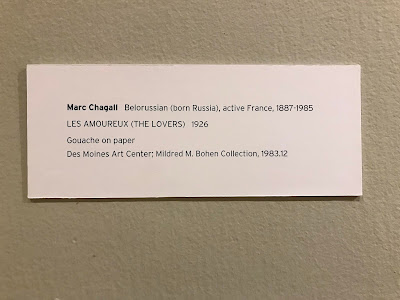 Marc Chagall Belorussian (born Russia), active France, 1887-1985
LES AMOUREUX (THE LOVERS) 1926
Gouache on paper
Des Moines Art Center; Mildred M. Bohen Collection, 1983.12